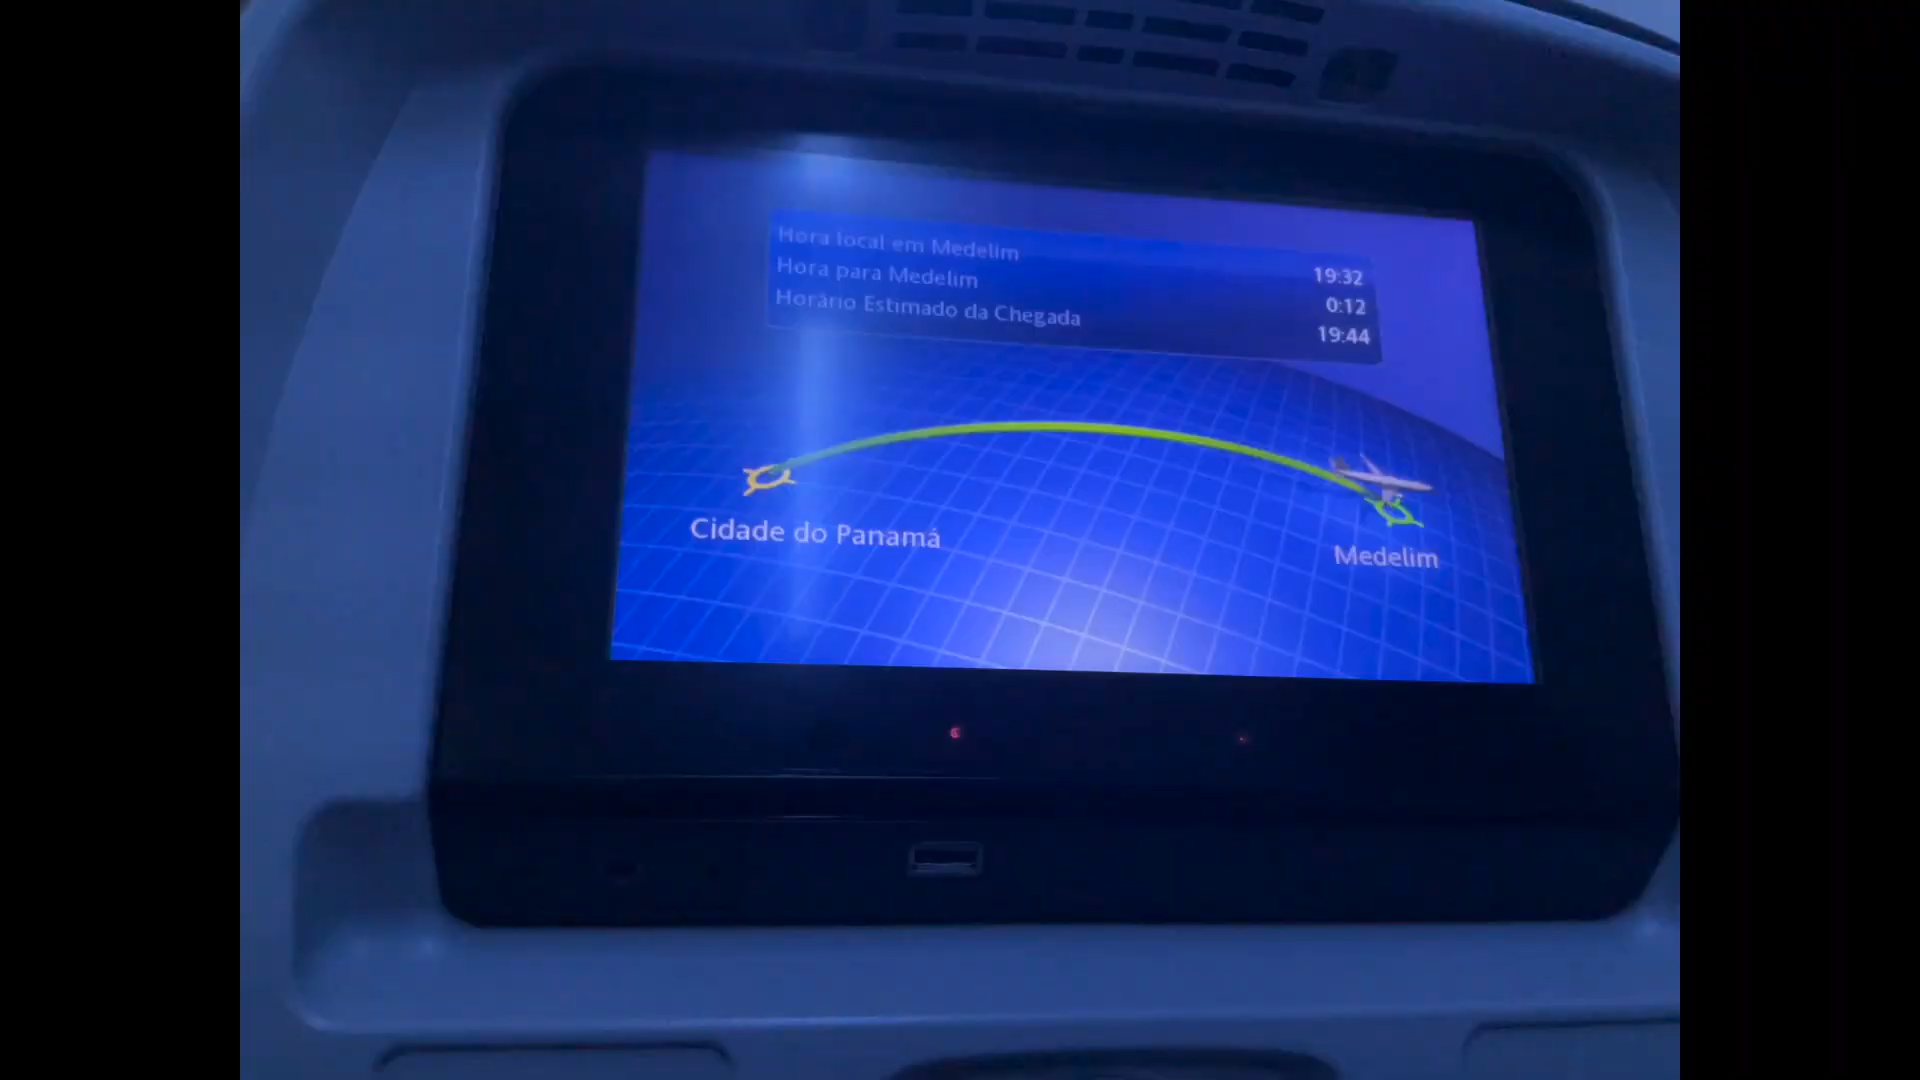 Hora local em Medelim 19:32
Hora para Medelim 0:12
Horário Estimado da Chegada 19:44
Cidade do Panamá
Medelim